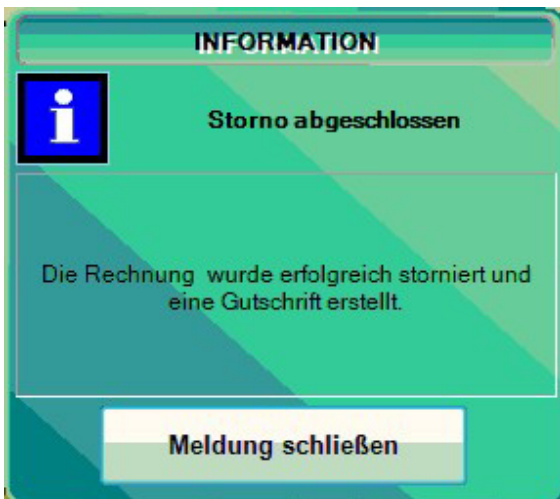 INFORMATION
i
Storno abgeschlossen
Die Rechnung  wurde erfolgreich storniert und
eine Gutschrift erstellt.
Meldung schließen